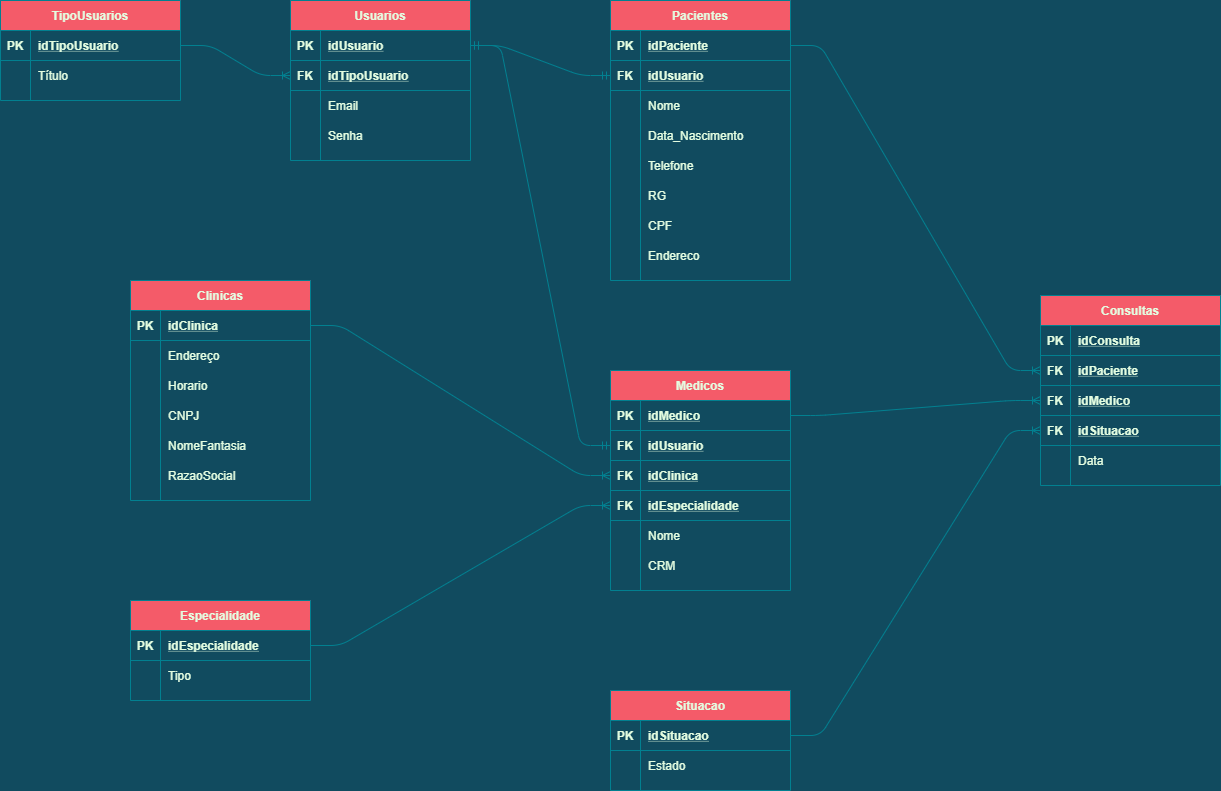 TipoUsuarios
PK idTipoUsuario
Título
Usuarios
PK idUsuario
FK idTipoUsuario
Email
Senha
Pacientes
PK idPaciente
FK idUsuario
Nome
Data_Nascimento
Telefone
RG
CPF
Endereco
Clinicas
PK idClinica
Endereço
Horario
CNPJ
NomeFantasia
RazaoSocial
Medicos
PK idMedico
FK idUsuario
FK idClinica
FK idEspecialidade
Nome
CRM
Consultas
PK idConsulta
FK idPaciente
FK idMedico
FK idSituacao
Data
Especialidade
PK idEspecialidade
Tipo
Situacao
PK idSituacao
Estado